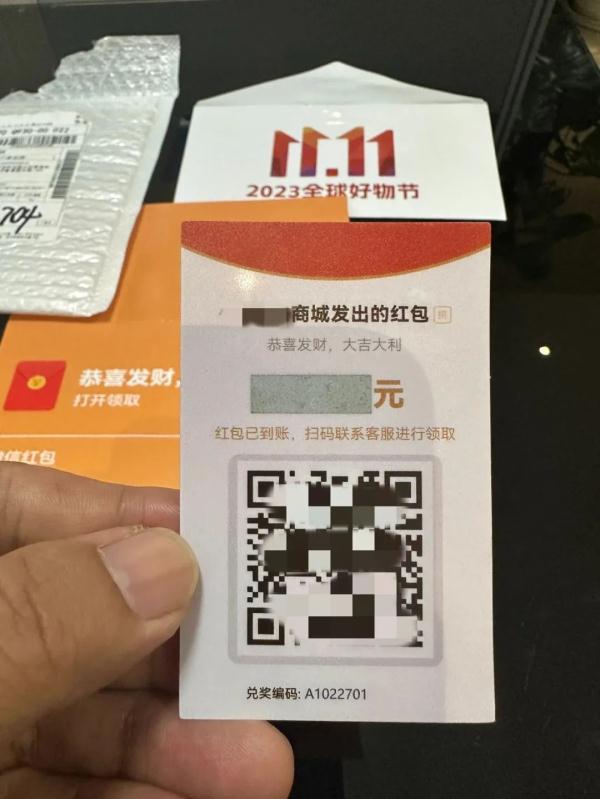 11.11
2023全球好物节
704
恭喜发财,
打开领取
信红包
商城发出的红包 拼
恭喜发财，大吉大利
元
红包已到账，扫码联系客服进行领取
兑奖编码: A1022701